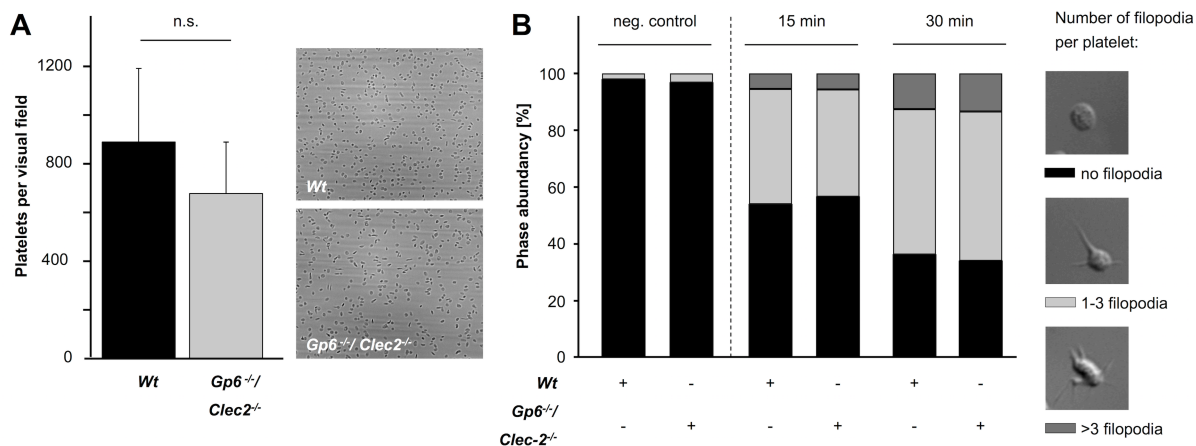 A
n.s.
Platelets per visual field
1200
800
400
0
Wt
Gp6 -/-/
Clec2-/-
Wt
Gp6 -/-/ Clec2-/-
B
neg. control
15 min
30 min
Phase abundancy [%]
100
80
60
40
20
0
Wt + - + - + -
Gp6-/-/
Clec-2-/- - + - + - +
Number of filopodia
per platelet:
no filopodia
1-3 filopodia
>3 filopodia